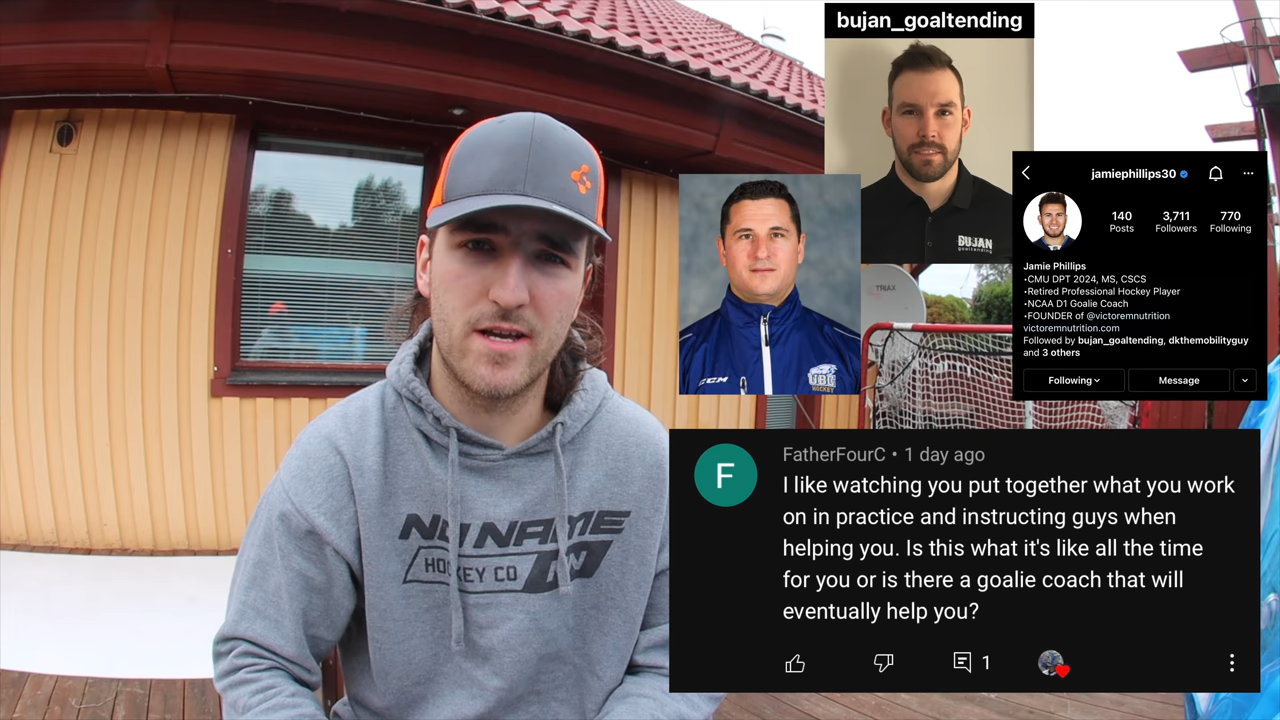 bujan_goaltending
jamiephillips30
140
Posts
3,711
Followers
770
Following
Jamie Phillips
•CMU DPT 2024, MS, CSCS
•Retired Professional Hockey Player
•NCAA D1 Goalie Coach
•FOUNDER of @victoremnutrition
victoremnutrition.com
Followed by bujan_goaltending, dkthemobilityguy
and 3 others
Following
Message
BUJAN
goaltending
TRIAX
CCM
UBC
HOCKEY
NO NAME
HOCKEY CO
F
FatherFourC • 1 day ago
I like watching you put together what you work
on in practice and instructing guys when
helping you. Is this what it's like all the time
for you or is there a goalie coach that will
eventually help you?
1